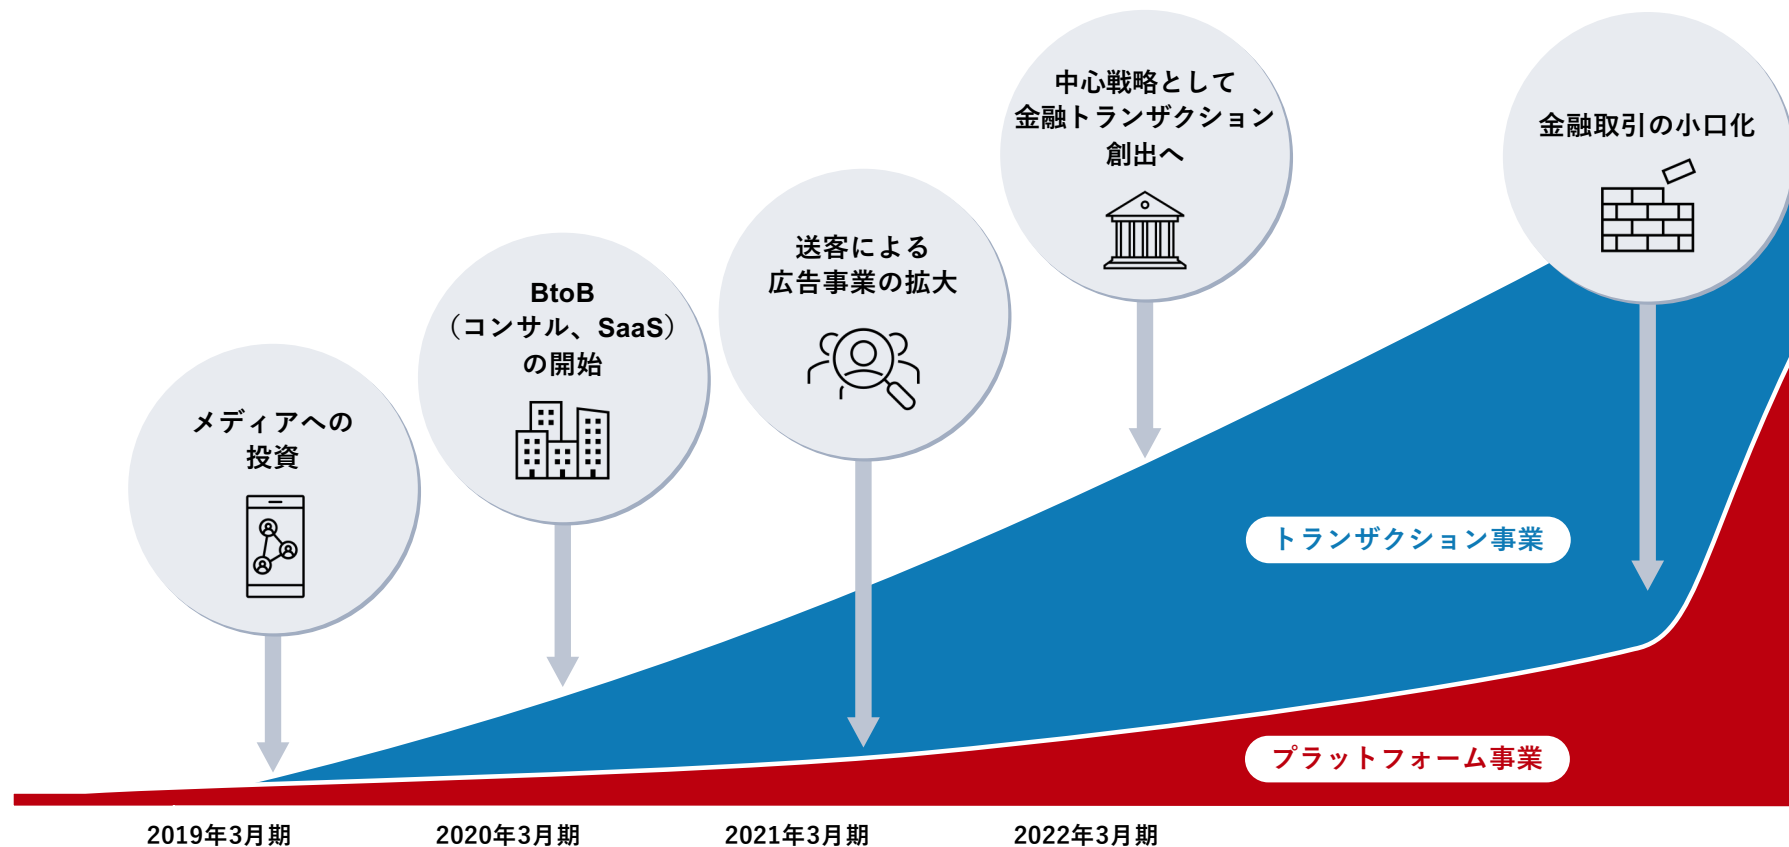 メディアへの
投資
BtoB
（コンサル、SaaS）
の開始
送客による
広告事業の拡大
中心戦略として
金融トランザクション
創出へ
金融取引の小口化
トランザクション事業
プラットフォーム事業
2019年3月期
2020年3月期
2021年3月期
2022年3月期